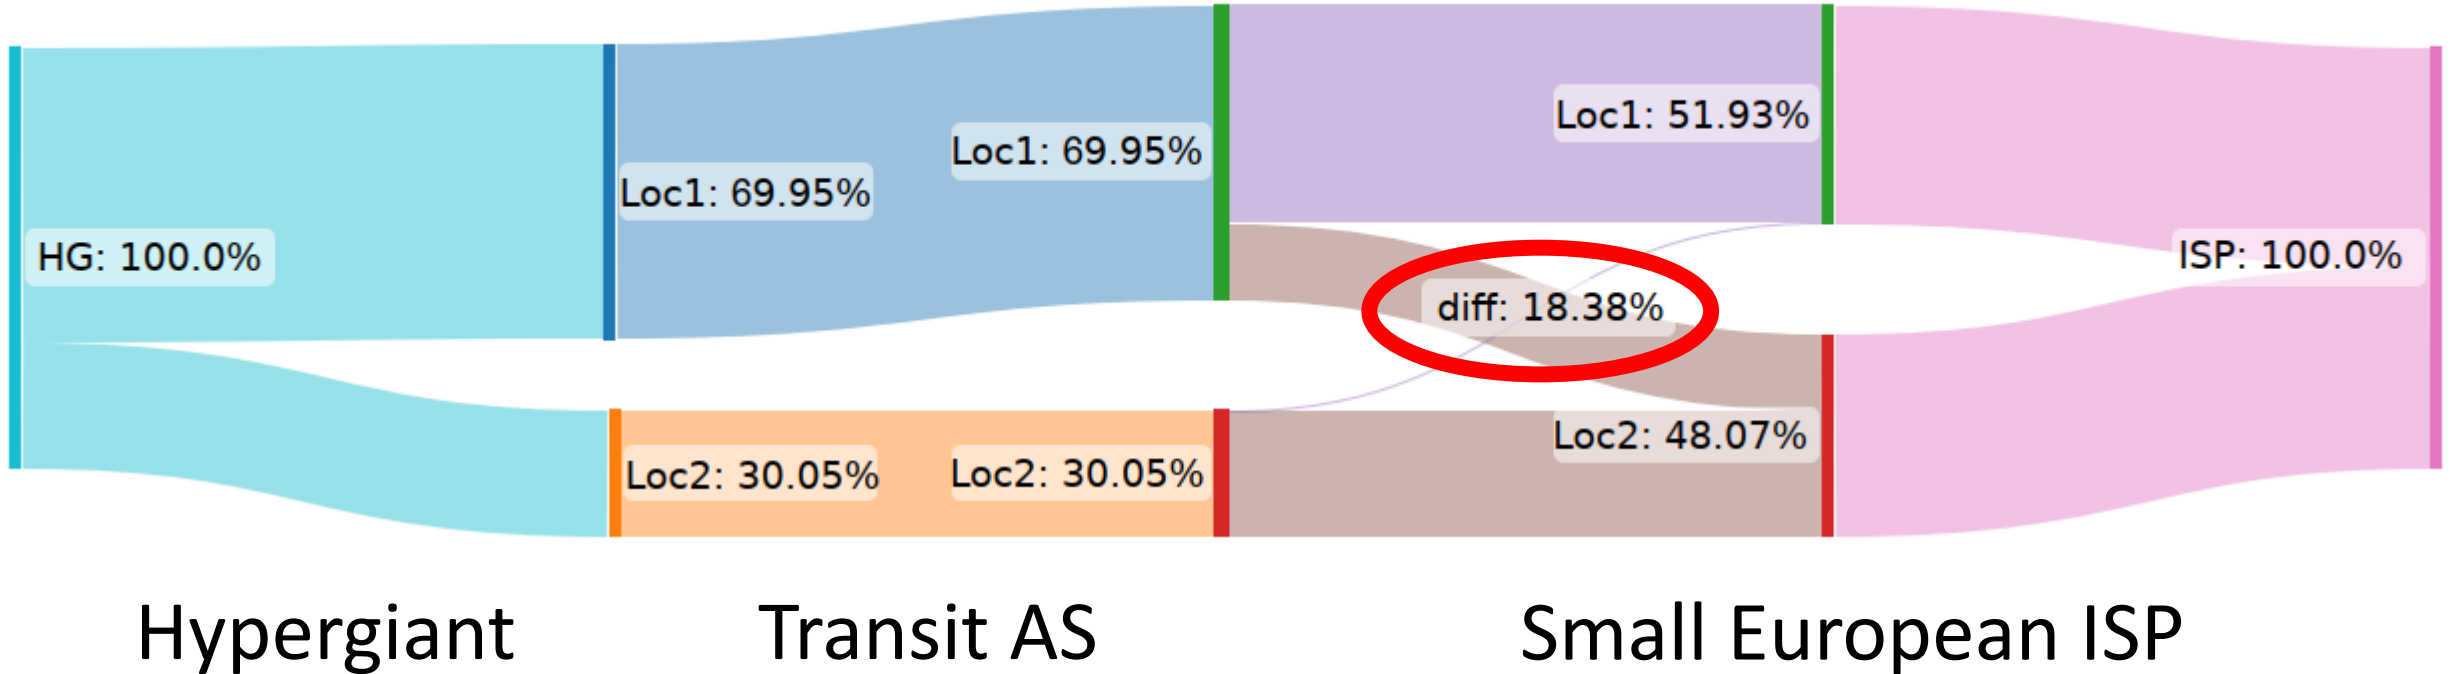 HG: 100.0%
Loc1: 69.95%
Loc2: 30.05%
Loc1: 69.95%
Loc2: 30.05%
diff: 18.38%
Loc1: 51.93%
Loc2: 48.07%
ISP: 100.0%
Hypergiant
Transit AS
Small European ISP